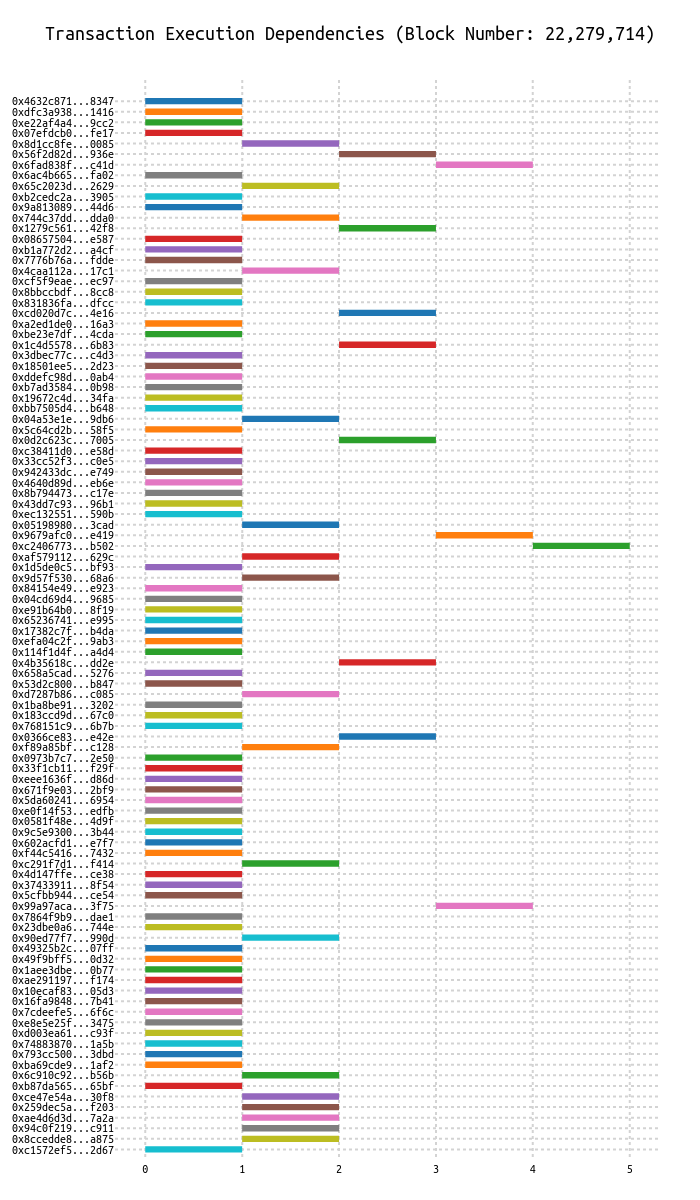 Transaction Execution Dependencies (Block Number: 22,279,714)
0x4632c871...8347
0xdfc3a938...1416
0xe22af4a4...9cc2
0x07efdcb0...fe17
0x8d1cc8fe...0085
0x56f2d82d...936e
0x6fad838f...c41d
0x6ac4b665...fa02
0x65c2023d...2629
0xb2cedc2a...3905
0x9a813089...44d6
0x744c37dd...dda0
0x1279c561...42f8
0x08657504...e587
0xb1a772d2...a4cf
0x7776b76a...fdde
0x4caa112a...17c1
0xcf5f9eae...ec97
0x8bbccbdf...8cc8
0x831836fa...dfcc
0xcd020d7c...4e16
0xa2ed1de0...16a3
0xbe23e7df...4cda
0x1c4d5578...6b83
0x3dbec77c...c4d3
0x18501ee5...2d23
0xddefc98d...0ab4
0xb7ad3584...0b98
0x19672c4d...34fa
0xbb7505d4...b648
0x04a53e1e...9db6
0x5c64cd2b...58f5
0x0d2c623c...7005
0xc38411d0...e58d
0x33cc52f3...c0e5
0x942433dc...e749
0x4640d89d...eb6e
0x8b794473...c17e
0x43dd7c93...96b1
0xec132551...590b
0x05198980...3cad
0x9679afc0...e419
0xc2406773...b502
0xaf579112...629c
0x1d5de0c5...bf93
0x9d57f530...68a6
0x84154e49...e923
0x04cd69d4...9685
0xe91b64b0...8f19
0x65236741...e995
0x17382c7f...b4da
0xefa04c2f...9ab3
0x114f1d4f...a4d4
0x4b35618c...dd2e
0x658a5cad...5276
0x53d2c800...b847
0xd7287b86...c085
0x1ba8be91...3202
0x183ccd9d...67c0
0x768151c9...6b7b
0x0366ce83...e42e
0xf89a85bf...c128
0x0973b7c7...2e50
0x33f1cb11...f29f
0xeee1636f...d86d
0x671f9e03...2bf9
0x5da60241...6954
0xe0f14f53...edfb
0x0581f48e...4d9f
0x9c5e9300...3b44
0x602acfd1...e7f7
0xf44c5416...7432
0xc291f7d1...f414
0x4d147ffe...ce38
0x37433911...8f54
0x5cfbb944...ce54
0x99a97aca...3f75
0x7864f9b9...dae1
0x23dbe0a6...744e
0x90ed77f7...990d
0x49325b2c...07ff
0x49f9bff5...0d32
0x1aee3dbe...0b77
0xae291197...f174
0x10ecaf83...05d3
0x16fa9848...7b41
0x7cdeefe5...6f6c
0xe8e5e25f...3475
0xd003ea61...c93f
0x74883870...1a5b
0x793cc500...3dbd
0xba69cde9...1af2
0x6c910c92...b56b
0xb87da565...65bf
0xce47e54a...30f8
0x259dec5a...f203
0xae4d6d3d...7a2a
0x94c0f219...c911
0x8ccedde8...a875
0xc1572ef5...2d67
0 1 2 3 4 5